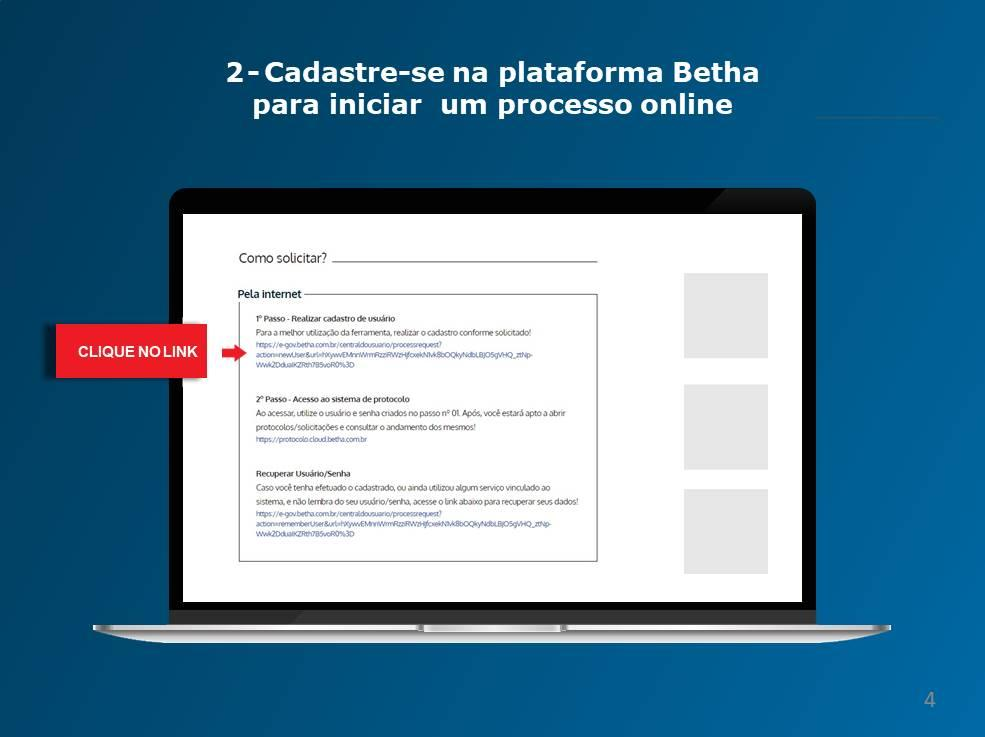 2-Cadastre-se na plataforma Betha
para iniciar um processo online
Como solicitar?
Pela internet
1º Passo - Realizar cadastro de usuário
Para a melhor utilização da ferramenta, realizar o cadastro conforme solicitado!
https://e-gov.betha.com.br/centraldousuario/processrequest?
CLIQUE NO LINK
2º Passo - Acesso ao sistema de protocolo
Ao acessar, utilize o usuário e senha criados no passo nº 01. Após, você estará apto a abrir
protocolos/solicitações e consultar o andamento dos mesmos!
https://protocolo.cloud.betha.com.br
Recuperar Usuário/Senha
Caso você tenha efetuado o cadastrado, ou ainda utilizou algum serviço vinculado ao
sistema, e não lembra do seu usuário/senha, acesse o link abaixo para recuperar seus dados!
https://e-gov.betha.com.br/centraldousuario/processrequest?
4